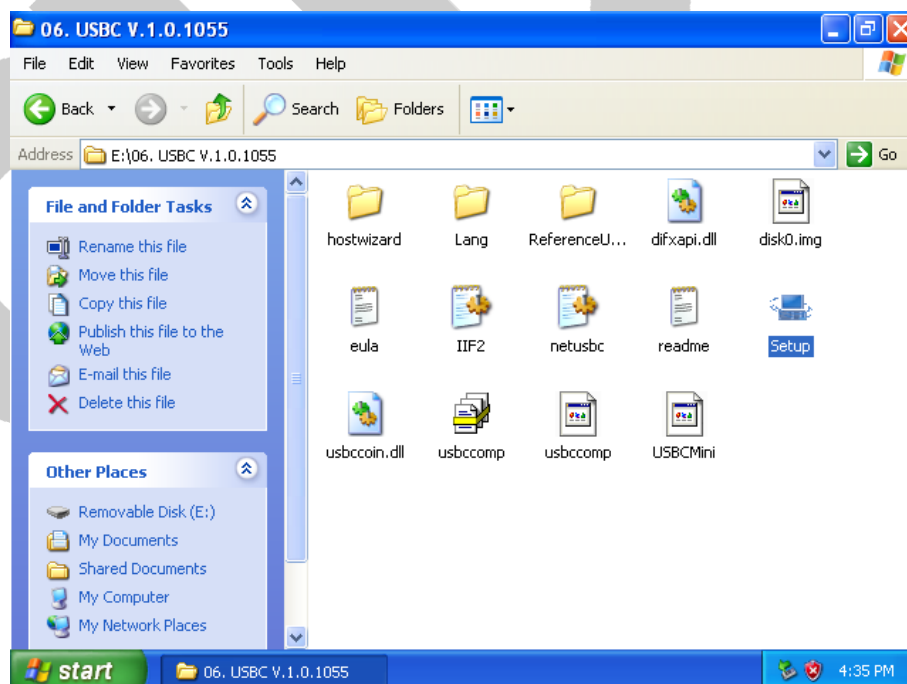 06. USBC V.1.0.1055
File Edit View Favorites Tools Help
Back Search Folders
Address E:\06. USBC V.1.0.1055 Go
File and Folder Tasks
Rename this file
Move this file
Copy this file
Publish this file to the
Web
E-mail this file
Delete this file
Other Places
Removable Disk (E:)
My Documents
Shared Documents
My Computer
My Network Places
hostwizard Lang ReferenceU... difxapi.dll disk0.img
eula IIF2 netusbc readme Setup
usbccoin.dll usbccomp usbccomp USBCMini
start 06. USBC V.1.0.1055 4:35 PM